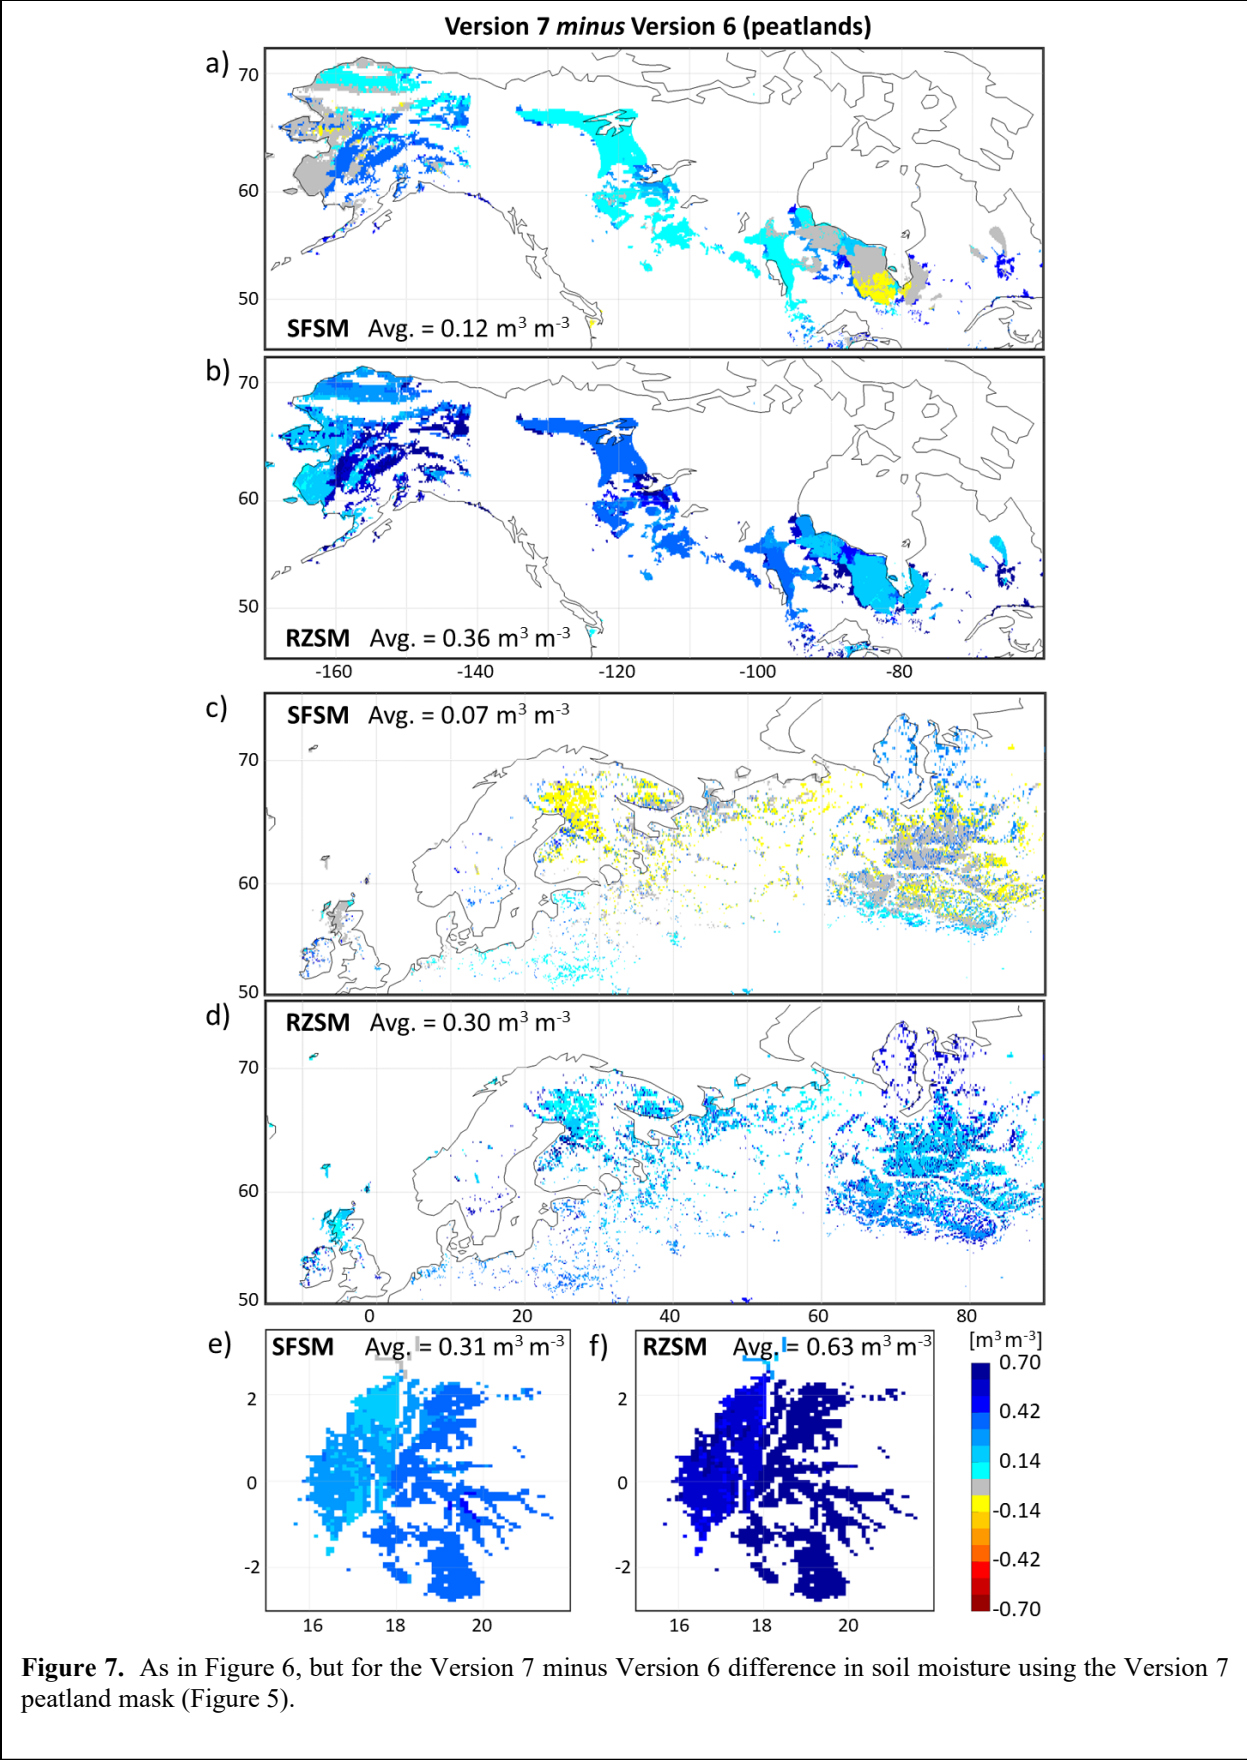 Version 7 minus Version 6 (peatlands)
a)
70
60
50
SFSM Avg. = 0.12 m³ m⁻³
b)
70
60
50
RZSM Avg. = 0.36 m³ m⁻³
-160 -140 -120 -100 -80
c)
SFSM Avg. = 0.07 m³ m⁻³
70
60
50
d)
RZSM Avg. = 0.30 m³ m⁻³
70
60
50
0 20 40 60 80
e)
SFSM Avg. = 0.31 m³ m⁻³
2
0
-2
16 18 20
f)
RZSM Avg. = 0.63 m³ m⁻³
2
0
-2
16 18 20
[m³ m⁻³]
0.70
0.42
0.14
-0.14
-0.42
-0.70
Figure 7. As in Figure 6, but for the Version 7 minus Version 6 difference in soil moisture using the Version 7
peatland mask (Figure 5).